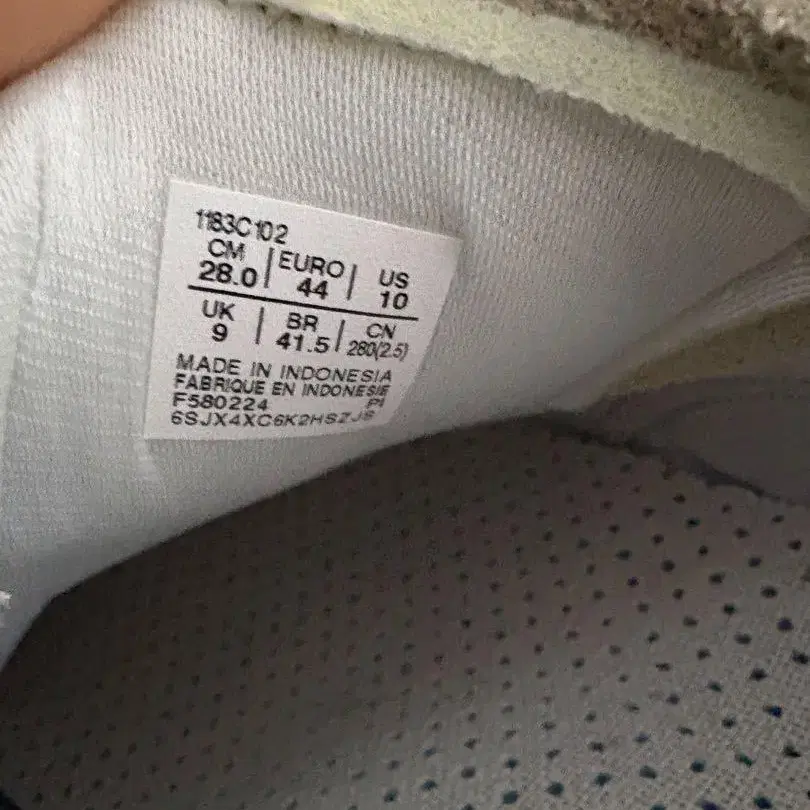 1183C102
CM | EURO | US
28.0 | 44 | 10
UK | BR | CN
9 | 41.5 | 280(2.5)
MADE IN INDONESIA
FABRIQUE EN INDONESIE
F580224 P1
6SJX4XC6K2HSZJS